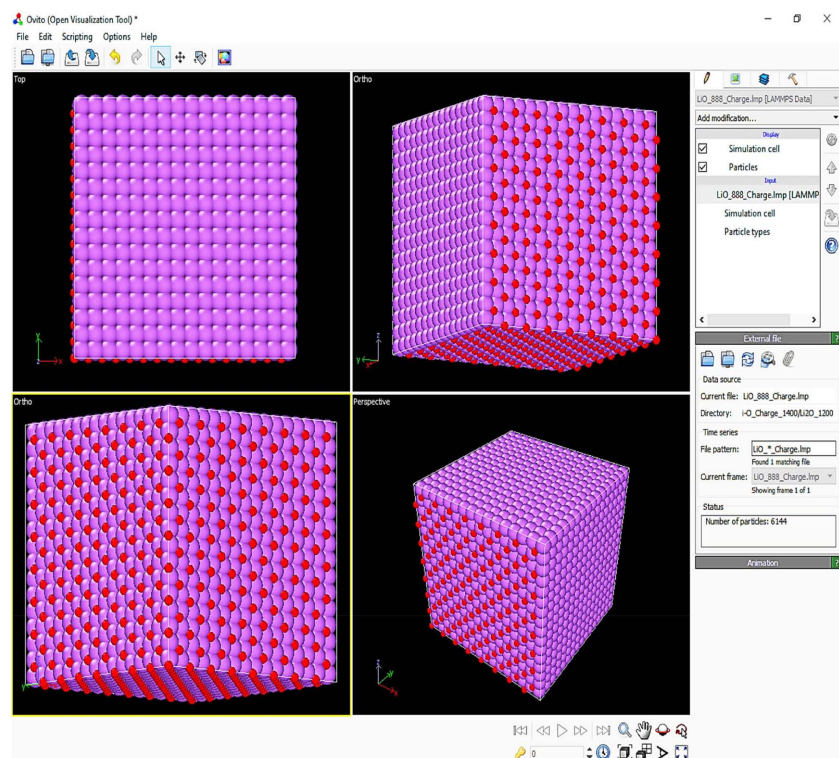 Ovito (Open Visualization Tool) *
File Edit Scripting Options Help
Top
Ortho
y
z
x
z
y
x
Ortho
Perspective
y
z
y
x
LiO_888_Charge.lmp [LAMMPS Data]
Add modification...
Display
Simulation cell
Particles
Input
LiO_888_Charge.lmp [LAMMP
Simulation cell
Particle types
External file ?
Data source
Current file: LiO_888_Charge.lmp
Directory: i-O_Charge_1400/Li2O_1200
Time series
File pattern: LiO_*_Charge.lmp
Found 1 matching file
Current frame: LiO_888_Charge.lmp
Showing frame 1 of 1
Status
Number of particles: 6144
Animation ?
0